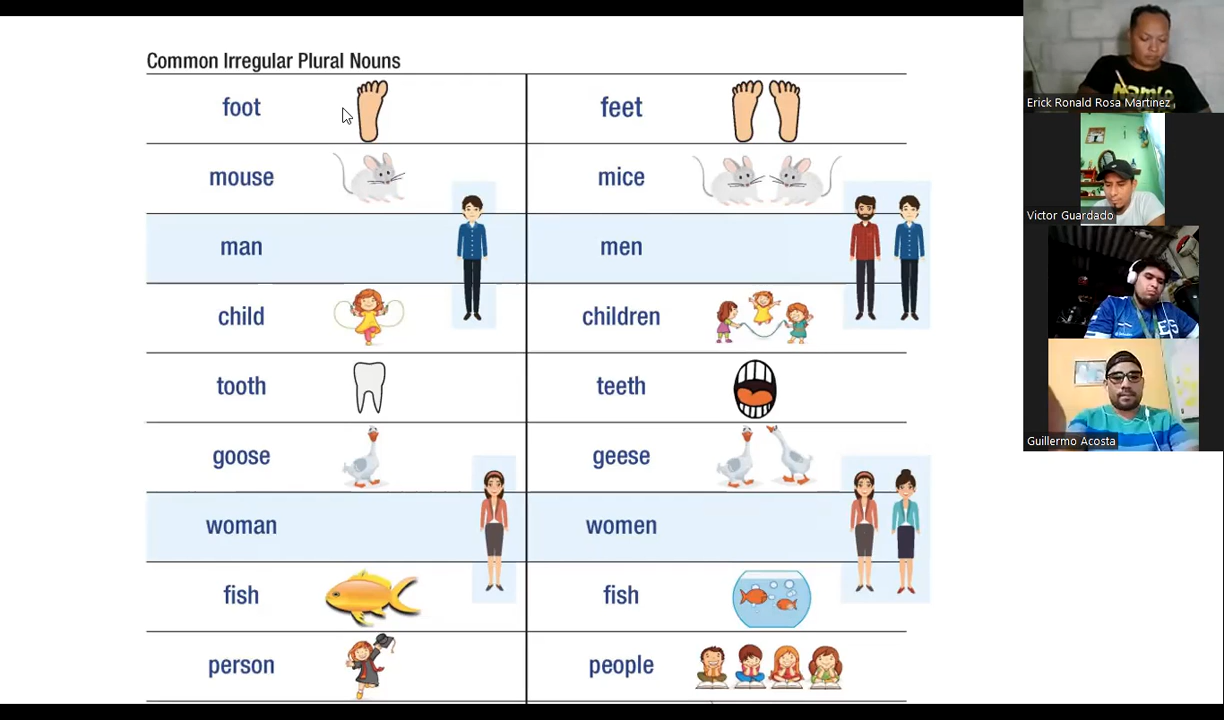 Common Irregular Plural Nouns
foot feet
mouse mice
man men
child children
tooth teeth
goose geese
woman women
fish fish
person people
Erick Ronald Rosa Martinez
Victor Guardado
Guillermo Acosta